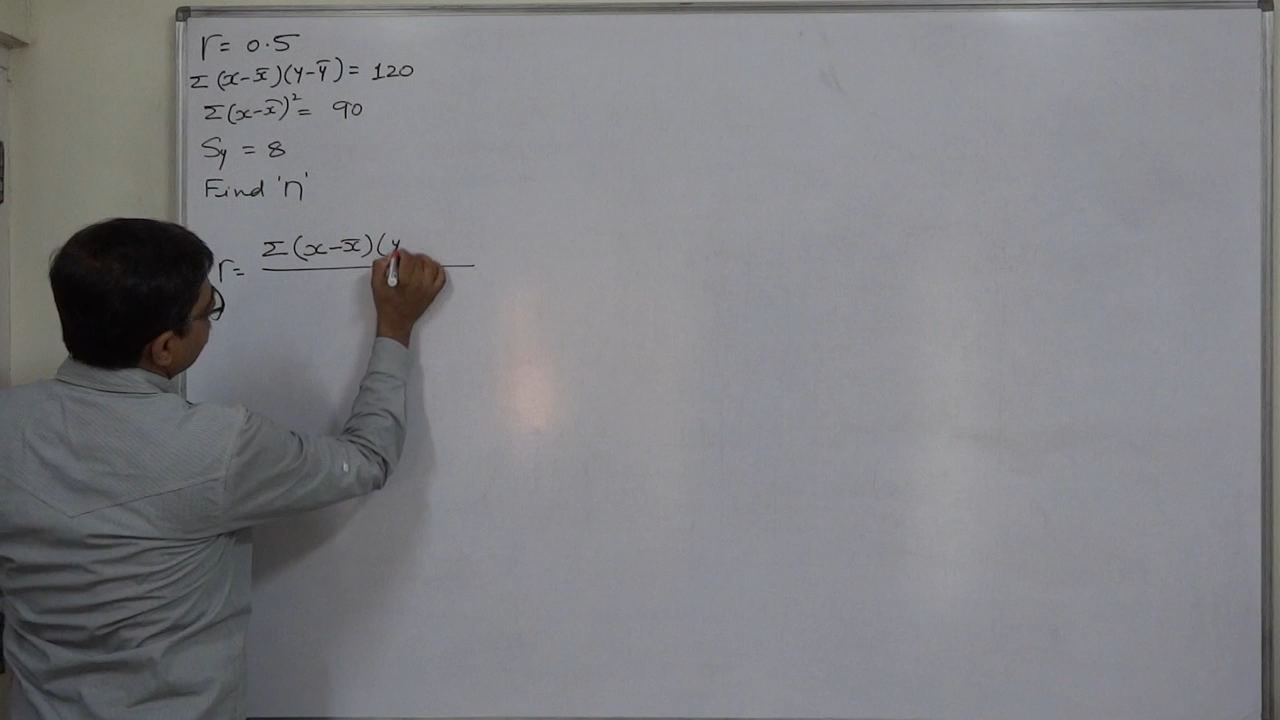 r = 0.5
Σ(x-x̄)(y-ȳ) = 120
Σ(x-x̄)² = 90
Sy = 8
Find 'n'
r = Σ(x-x̄)(y